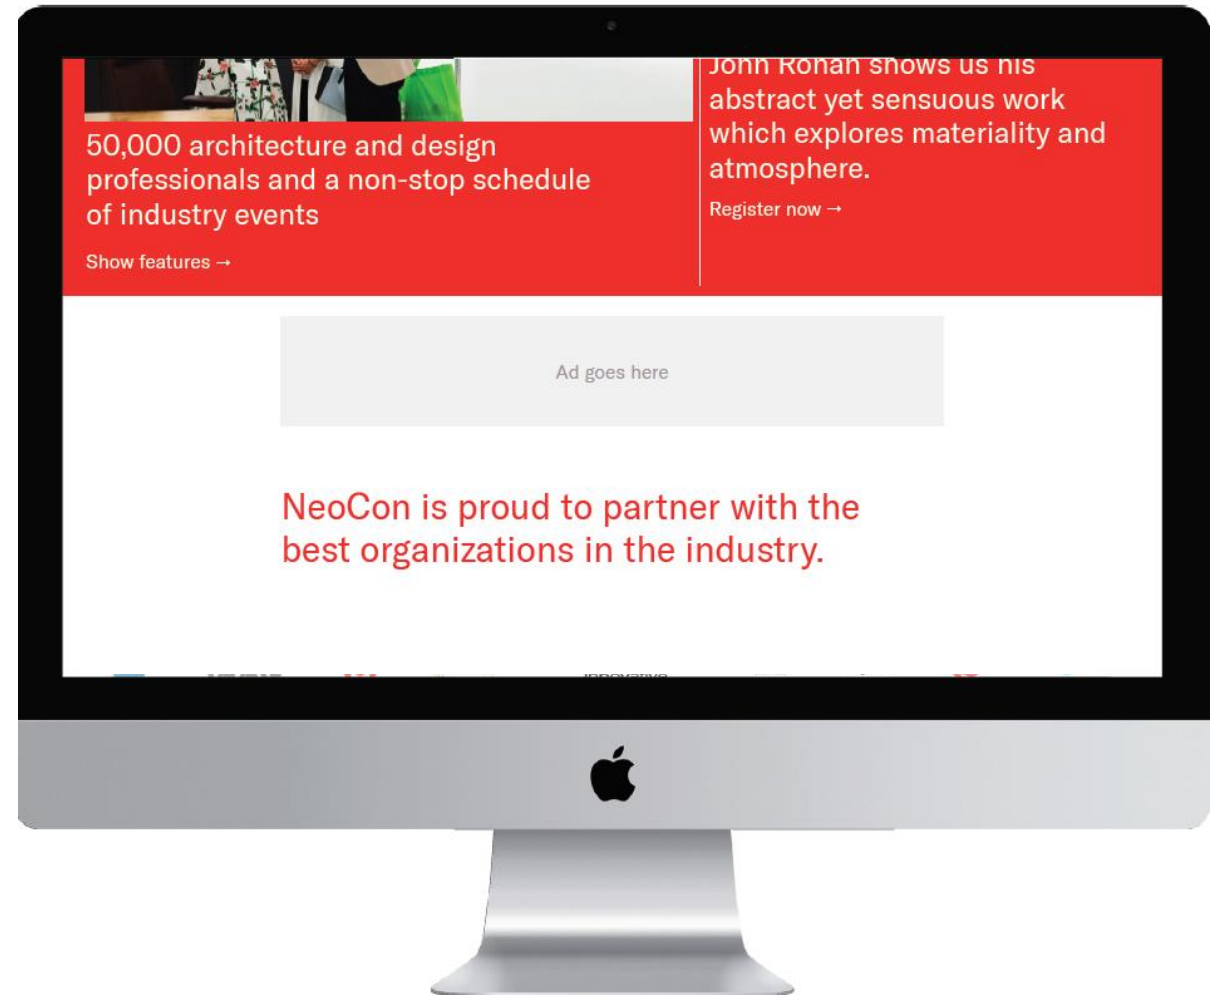 50,000 architecture and design
professionals and a non-stop schedule
of industry events
Show features →
John Ronan shows us his
abstract yet sensuous work
which explores materiality and
atmosphere.
Register now →
Ad goes here
NeoCon is proud to partner with the
best organizations in the industry.